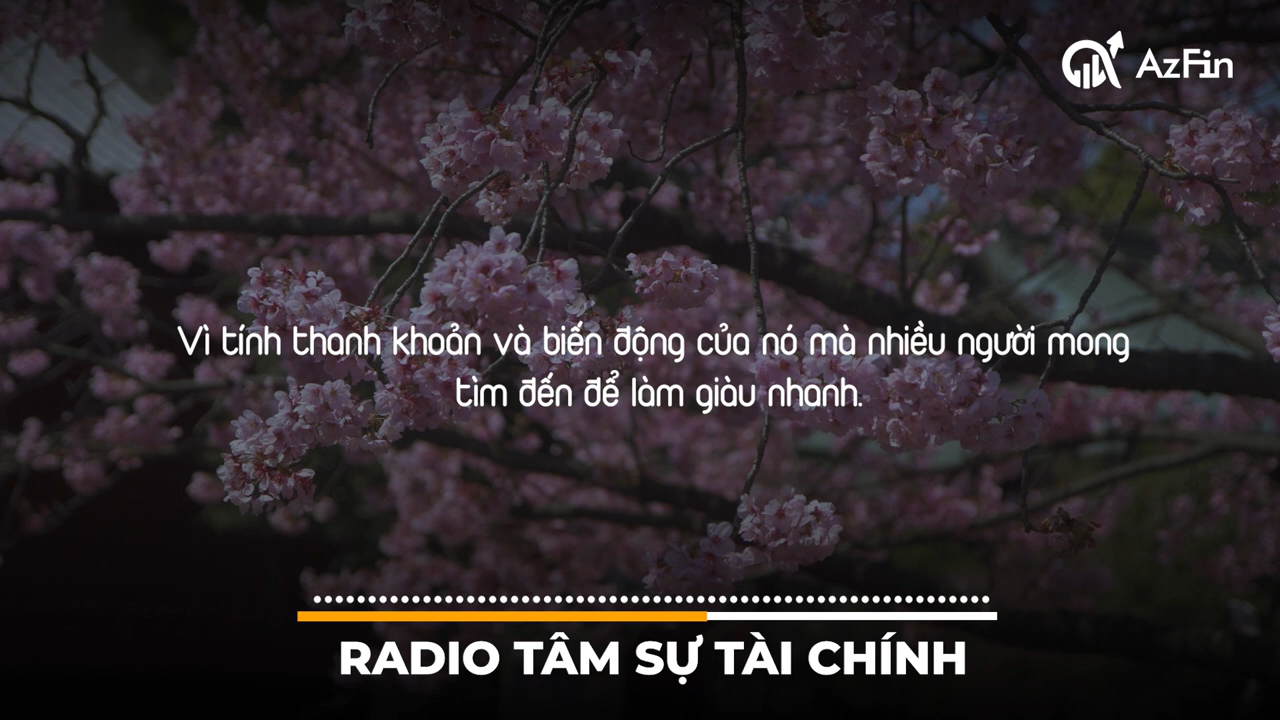 AzFin
Vì tính thanh khoản và biến động của nó mà nhiều người mong
tìm đến để làm giàu nhanh.
RADIO TÂM SỰ TÀI CHÍNH